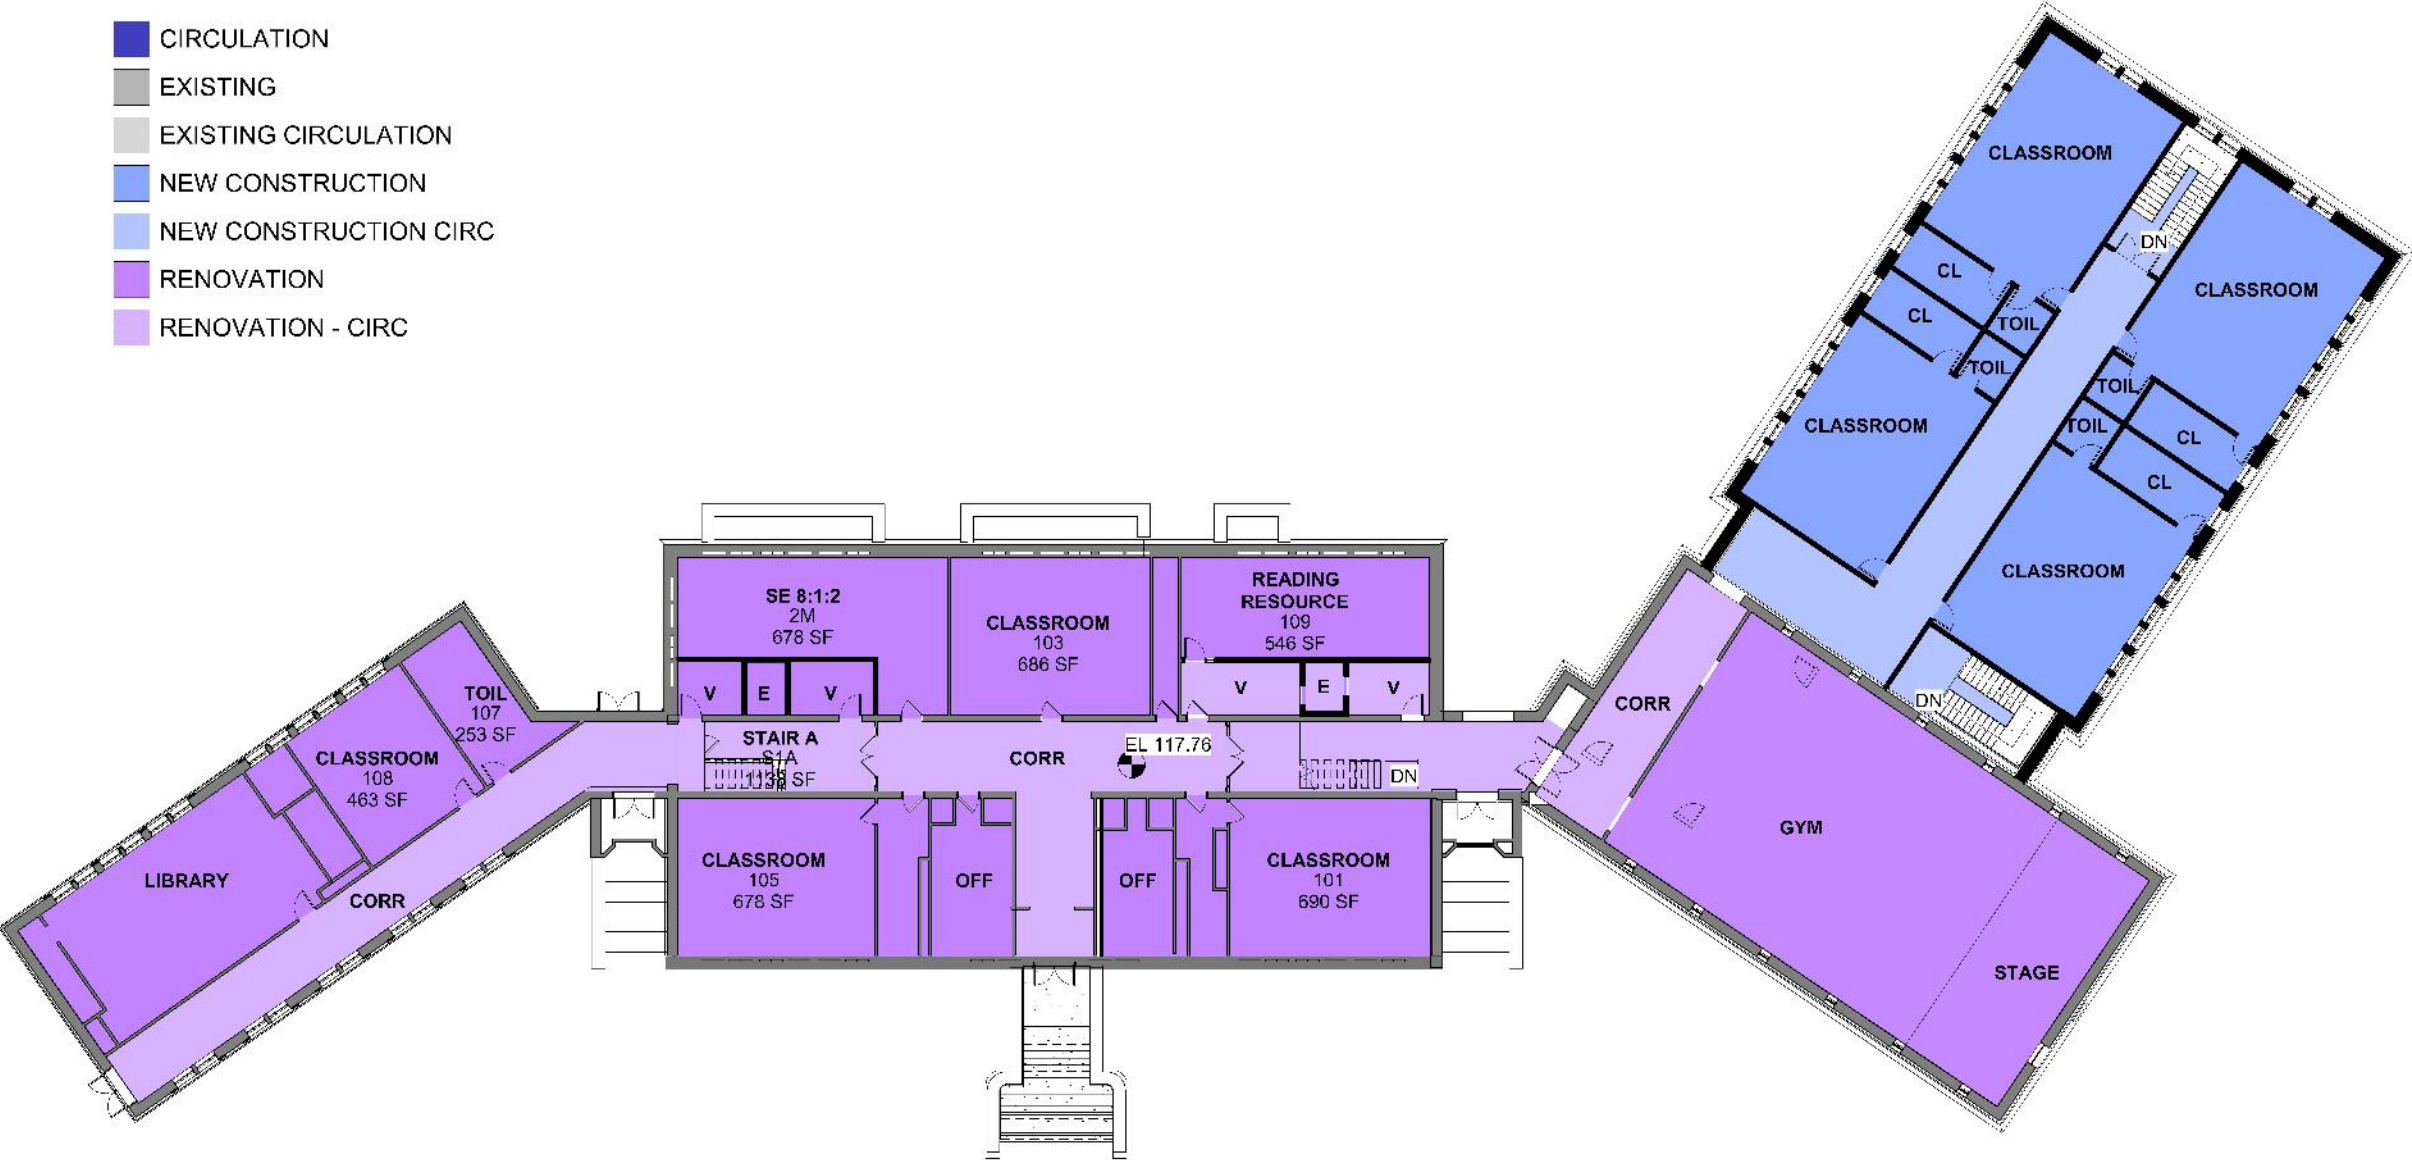 CIRCULATION
EXISTING
EXISTING CIRCULATION
NEW CONSTRUCTION
NEW CONSTRUCTION CIRC
RENOVATION
RENOVATION - CIRC
CLASSROOM
DN
CL
CLASSROOM
CL
TOIL
TOIL
TOIL
CLASSROOM
TOIL
CL
CL
CLASSROOM
SE 8:1:2
2M
678 SF
CLASSROOM
103
686 SF
READING
RESOURCE
109
546 SF
V
E
V
V
E
V
TOIL
107
253 SF
CORR
DN
CLASSROOM
108
463 SF
STAIR A
S1A
1138 SF
CORR
EL 117.76
DN
GYM
LIBRARY
CORR
CLASSROOM
105
678 SF
OFF
OFF
CLASSROOM
101
690 SF
STAGE